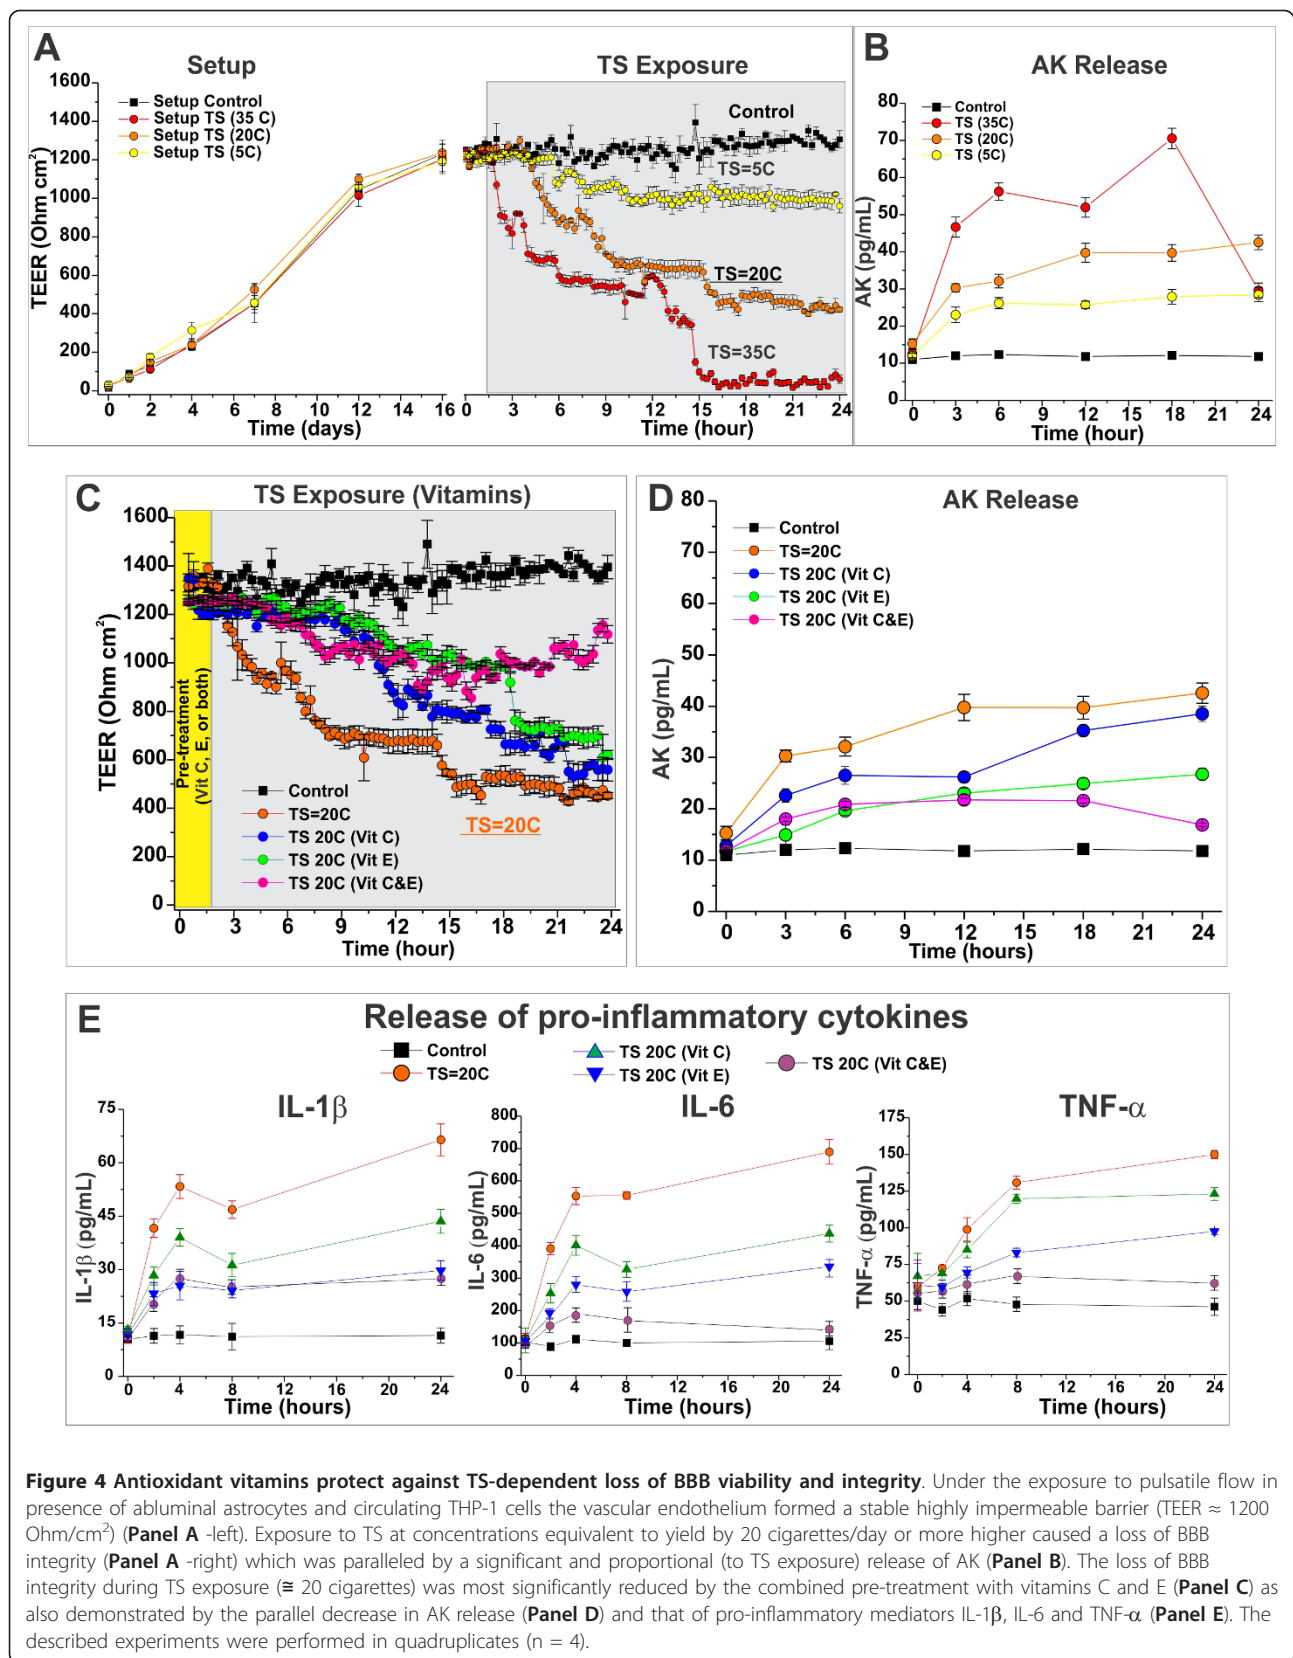 A
Setup
TS Exposure
1600
1400
1200
1000
800
600
400
200
0
TEER (Ohm cm²)
Setup Control
Setup TS (35 C)
Setup TS (20C)
Setup TS (5C)
0 2 4 6 8 10 12 14 16
Time (days)
Control
TS=5C
TS=20C
TS=35C
0 3 6 9 12 15 18 21 24
Time (hour)
B
AK Release
80
70
60
50
40
30
20
10
0
AK (pg/mL)
Control
TS (35C)
TS (20C)
TS (5C)
0 3 6 9 12 15 18 21 24
Time (hour)
C
TS Exposure (Vitamins)
1600
1400
1200
1000
800
600
400
200
0
TEER (Ohm cm²)
Pre-treatment
(Vit C, E, or both)
Control
TS=20C
TS 20C (Vit C)
TS 20C (Vit E)
TS 20C (Vit C&E)
TS=20C
0 3 6 9 12 15 18 21 24
Time (hour)
D
AK Release
80
70
60
50
40
30
20
10
0
AK (pg/mL)
Control
TS=20C
TS 20C (Vit C)
TS 20C (Vit E)
TS 20C (Vit C&E)
0 3 6 12 18 24
Time (hours)
E
Release of pro-inflammatory cytokines
Control
TS=20C
TS 20C (Vit C)
TS 20C (Vit E)
TS 20C (Vit C&E)
IL-1β
75
60
45
30
15
0
IL-1β (pg/mL)
0 4 8 12 16 20 24
Time (hours)
IL-6
800
700
600
500
400
300
200
100
0
IL-6 (pg/mL)
0 4 8 12 16 20 24
Time (hours)
TNF-α
175
150
125
100
75
50
25
0
TNF-α (pg/mL)
0 4 8 12 16 20 24
Time (hours)
Figure 4 Antioxidant vitamins protect against TS-dependent loss of BBB viability and integrity. Under the exposure to pulsatile flow in
presence of abluminal astrocytes and circulating THP-1 cells the vascular endothelium formed a stable highly impermeable barrier (TEER ≈ 1200
Ohm/cm²) (Panel A -left). Exposure to TS at concentrations equivalent to yield by 20 cigarettes/day or more higher caused a loss of BBB
integrity (Panel A -right) which was paralleled by a significant and proportional (to TS exposure) release of AK (Panel B). The loss of BBB
integrity during TS exposure (≅ 20 cigarettes) was most significantly reduced by the combined pre-treatment with vitamins C and E (Panel C) as
also demonstrated by the parallel decrease in AK release (Panel D) and that of pro-inflammatory mediators IL-1β, IL-6 and TNF-α (Panel E). The
described experiments were performed in quadruplicates (n = 4).